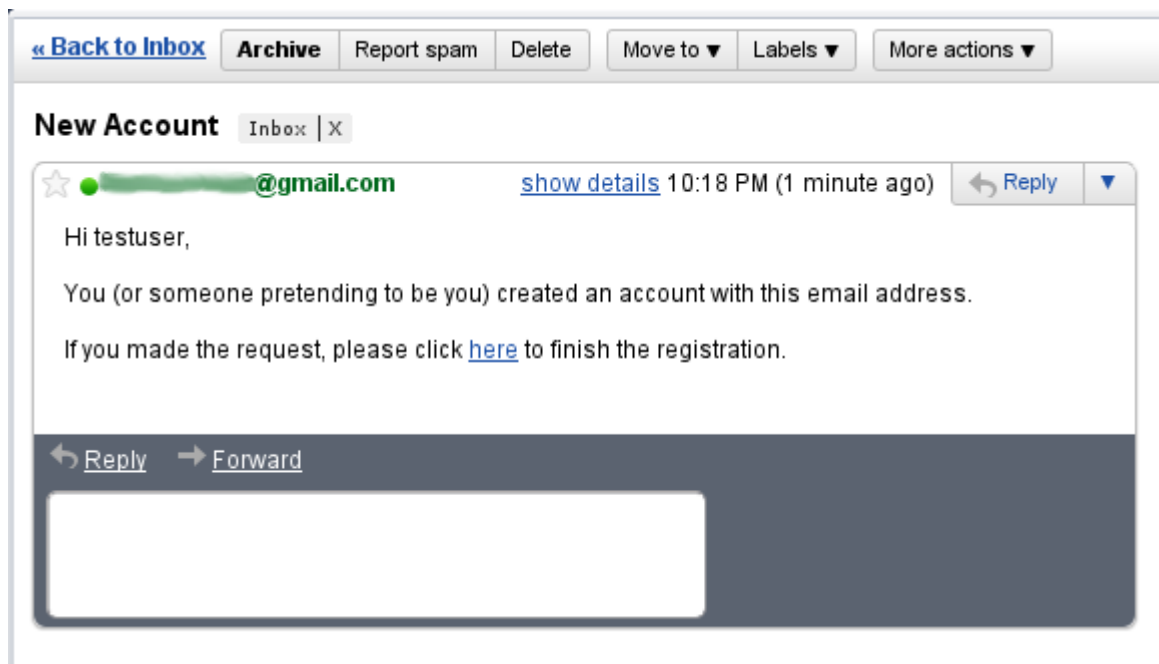 « Back to Inbox Archive Report spam Delete Move to ▼ Labels ▼ More actions ▼
New Account Inbox | X
@gmail.com show details 10:18 PM (1 minute ago) Reply ▼
Hi testuser,
You (or someone pretending to be you) created an account with this email address.
If you made the request, please click here to finish the registration.
Reply Forward